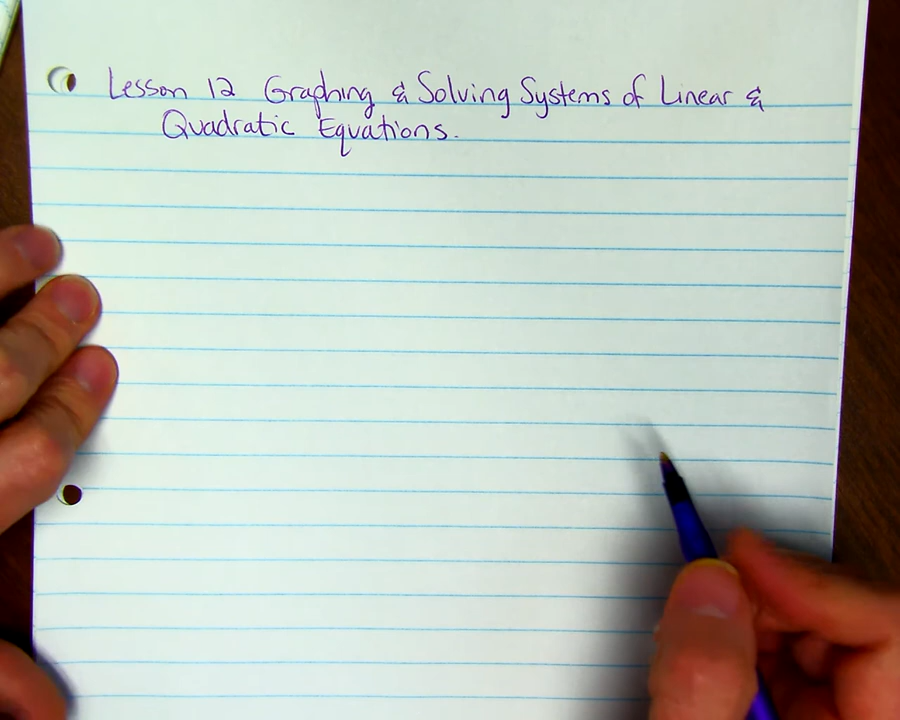 Lesson 12 Graphing & Solving Systems of Linear &
Quadratic Equations.